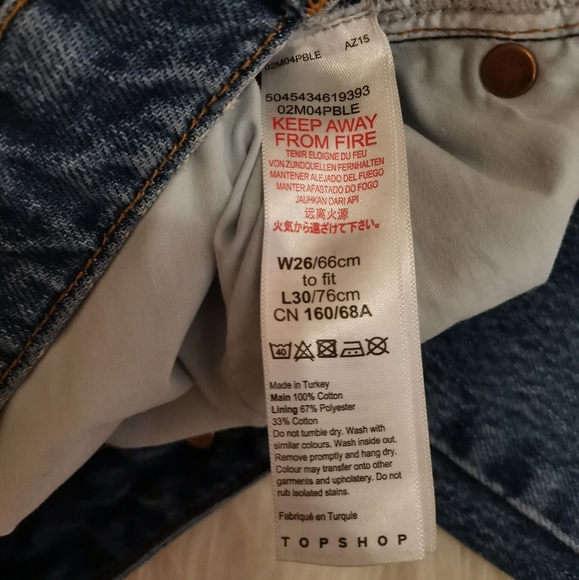 02M04PBLE AZ15
5045434619393
02M04PBLE
KEEP AWAY
FROM FIRE
TENIR ELOIGNE DU FEU
VON ZUNDQUELLEN FERNHALTEN
MANTENER ALEJADO DEL FUEGO
MANTER AFASTADO DO FOGO
JAUHKAN DARI API
远离火源
火気から遠ざけて下さい。
W26/66cm
to fit
L30/76cm
CN 160/68A
40
Made in Turkey
Main 100% Cotton
Lining 67% Polyester
33% Cotton
Do not tumble dry. Wash with
similar colours. Wash inside out.
Remove promptly and hang dry.
Colour may transfer onto other
garments and upholstery. Do not
rub isolated stains.
Fabriqué en Turquie
TOPSHOP